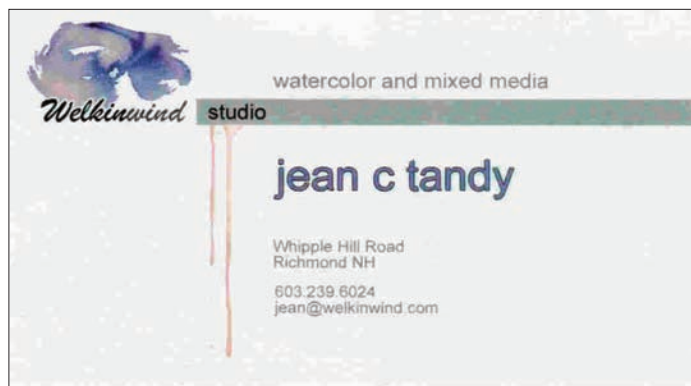 watercolor and mixed media
Welkinwind studio
jean c tandy
Whipple Hill Road
Richmond NH
603.239.6024
jean@welkinwind.com